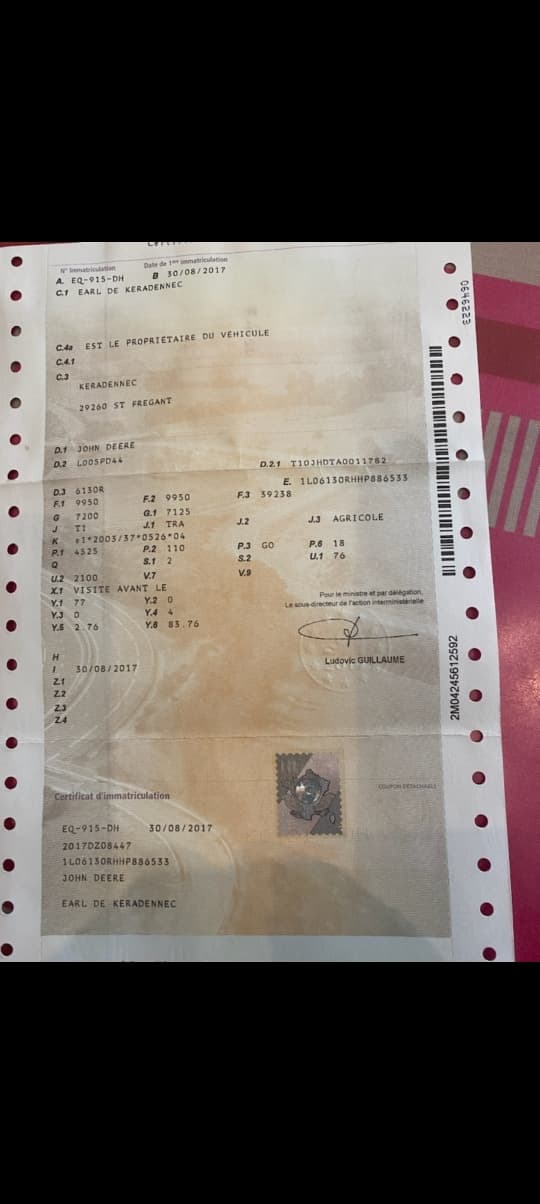 N° Immatriculation Date de 1ère immatriculation
A. EQ-915-DH B 30/08/2017
C.1 EARL DE KERADENNEC
C.4a EST LE PROPRIÉTAIRE DU VÉHICULE
C.4.1
C.3
KERADENNEC
29260 ST FREGANT
D.1 JOHN DEERE
D.2 LOOSPD44 D.2.1 T10JHDTA0011782
D.3 6130R E. 1L06130RHHP886533
F.1 9950 F.2 9950 F.3 39238
G 7200 G.1 7125
J T1 J.1 TRA J.2 J.3 AGRICOLE
K e1*2003/37*0526*04
P.1 4525 P.2 110 P.3 GO P.6 18
Q S.1 2 S.2 U.1 76
U.2 2100 V.7 V.9
X.1 VISITE AVANT LE
Y.1 77 Y.2 0
Y.3 0 Y.4 4
Y.5 2.76 Y.6 83.76
Pour le ministre et par délégation,
Le sous-directeur de l'action interministérielle
Ludovic GUILLAUME
H
I 30/08/2017
Z.1
Z.2
Z.3
Z.4
COUPON DÉTACHABLE
Certificat d'immatriculation
EQ-915-DH 30/08/2017
2017DZ08447
1L06130RHHP886533
JOHN DEERE
EARL DE KERADENNEC
0646223
2M04245612592